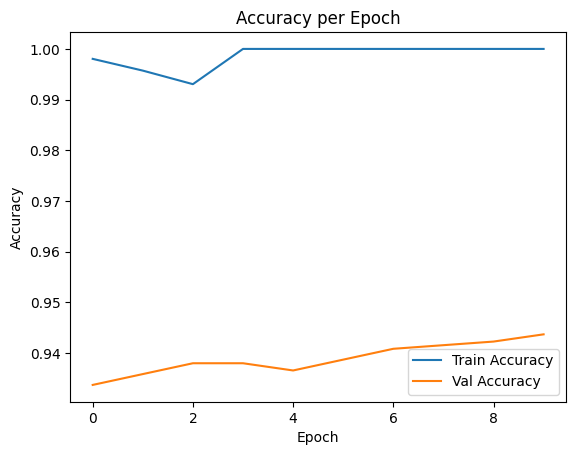 Accuracy per Epoch
1.00
0.99
0.98
0.97
0.96
0.95
0.94
Accuracy
0 2 4 6 8
Epoch
Train Accuracy
Val Accuracy